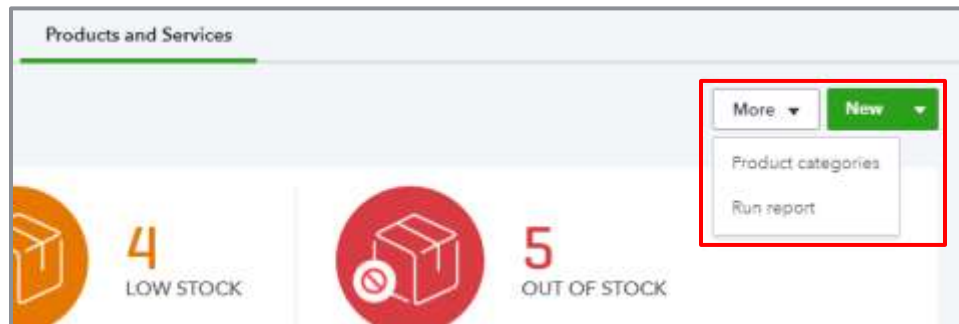 Products and Services
More New
Product categories
Run report
4
LOW STOCK
5
OUT OF STOCK